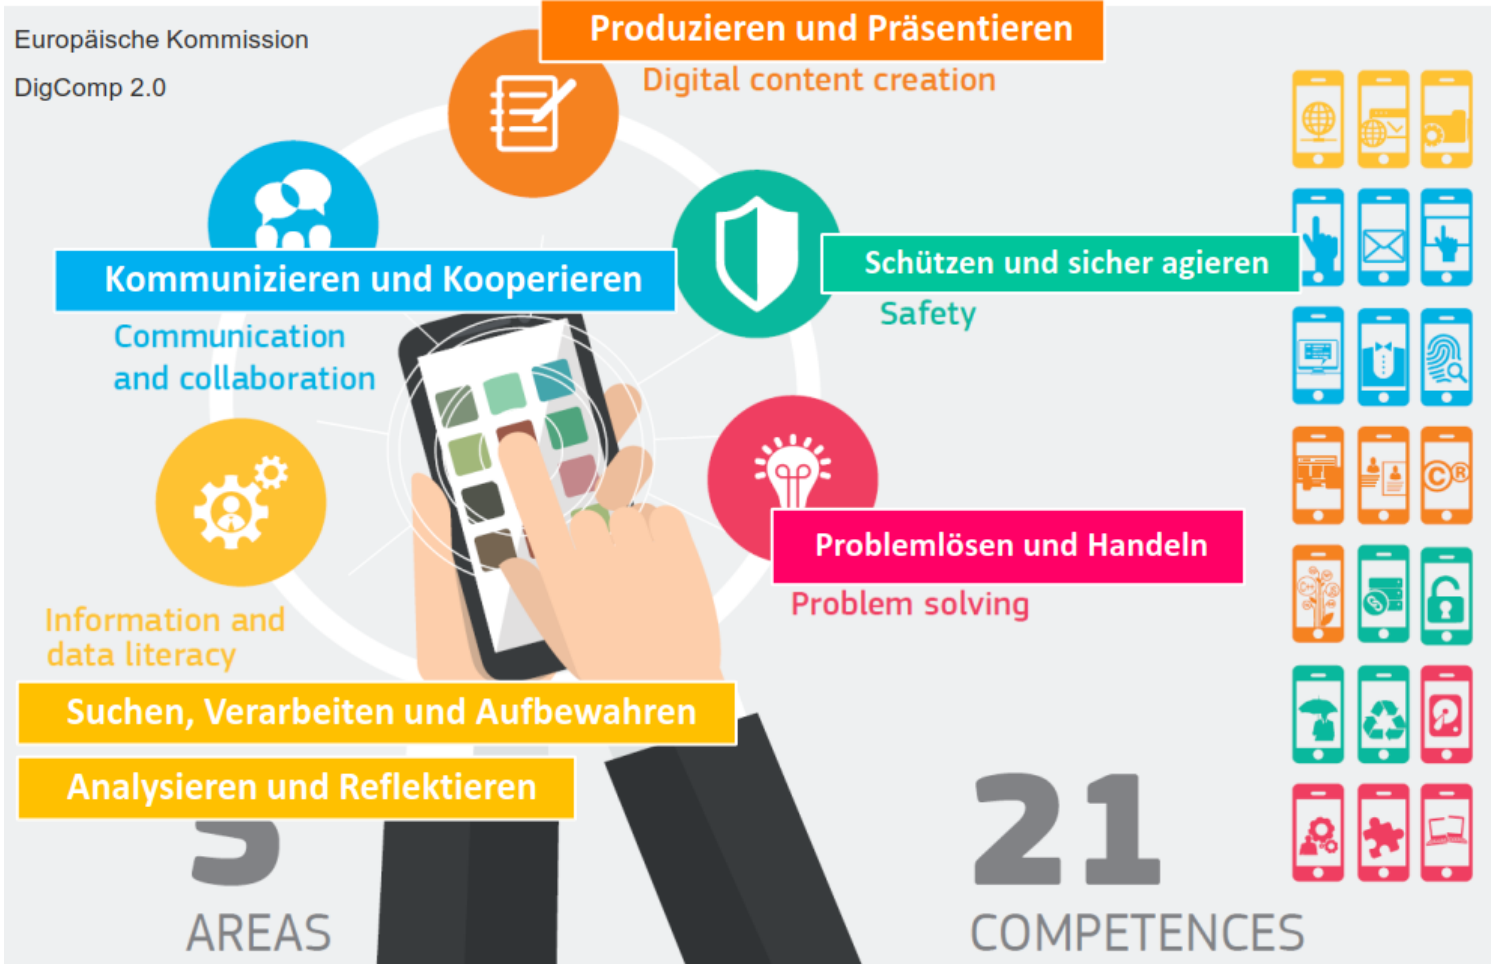 Europäische Kommission
DigComp 2.0
Produzieren und Präsentieren
Digital content creation
Kommunizieren und Kooperieren
Communication
and collaboration
Schützen und sicher agieren
Safety
Problemlösen und Handeln
Problem solving
Information and
data literacy
Suchen, Verarbeiten und Aufbewahren
Analysieren und Reflektieren
5
AREAS
21
COMPETENCES
©®